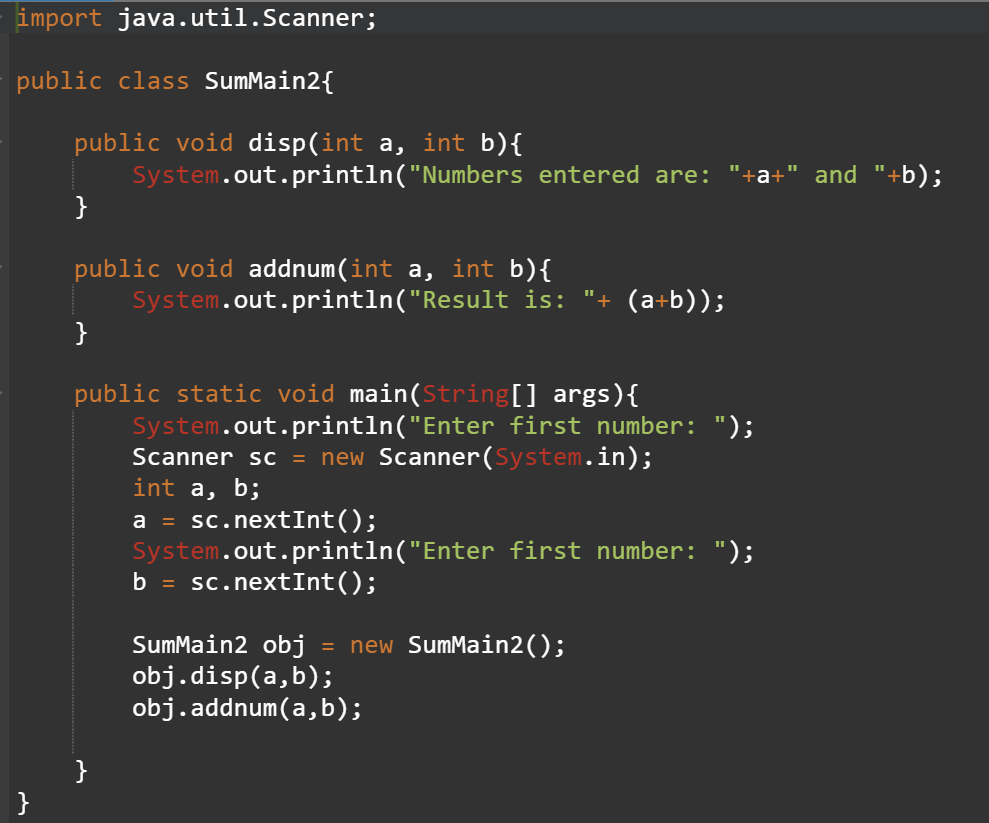 import java.util.Scanner;
public class SumMain2{
public void disp(int a, int b){
System.out.println("Numbers entered are: "+a+" and "+b);
}
public void addnum(int a, int b){
System.out.println("Result is: "+ (a+b));
}
public static void main(String[] args){
System.out.println("Enter first number: ");
Scanner sc = new Scanner(System.in);
int a, b;
a = sc.nextInt();
System.out.println("Enter first number: ");
b = sc.nextInt();
SumMain2 obj = new SumMain2();
obj.disp(a,b);
obj.addnum(a,b);
}
}